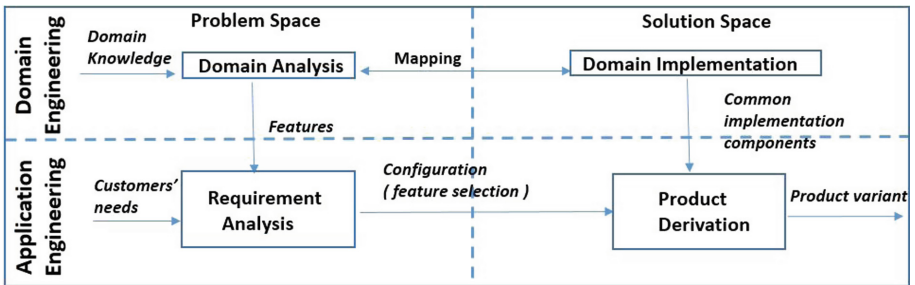 Problem Space
Solution Space
Domain
Engineering
Domain
Knowledge
Domain Analysis
Mapping
Domain Implementation
Features
Common
implementation
components
Application
Engineering
Customers’
needs
Requirement
Analysis
Configuration
( feature selection )
Product
Derivation
Product variant